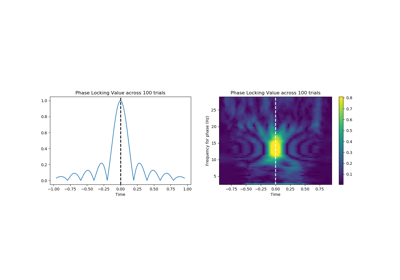 Phase Locking Value across 100 trials
1.0
0.8
0.6
0.4
0.2
0.0
−1.00 −0.75 −0.50 −0.25 0.00 0.25 0.50 0.75 1.00
Time
Phase Locking Value across 100 trials
Frequency for phase (Hz)
25
20
15
10
5
−0.75 −0.50 −0.25 0.00 0.25 0.50 0.75
Time
0.8
0.7
0.6
0.5
0.4
0.3
0.2
0.1